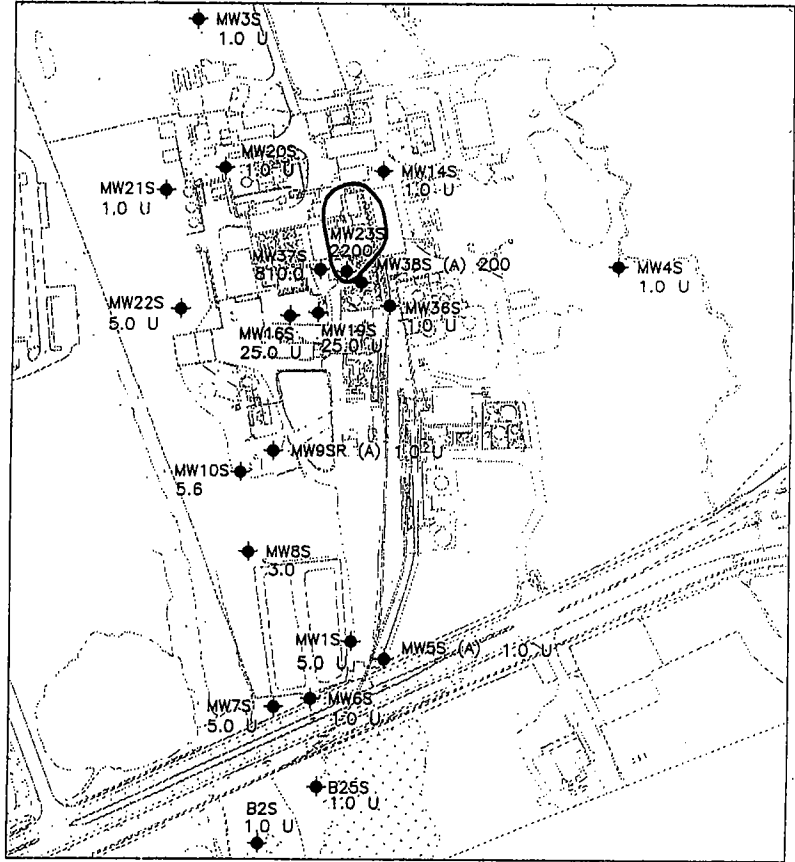 MW3S
1.0 U
MW20S
1.0 U
MW14S
1.0 U
MW21S
1.0 U
MW23S
2200
MW37S
810.0
MW38S (A) 200
MW4S
1.0 U
MW22S
5.0 U
MW36S
1.0 U
MW16S
25.0 U
MW19S
25.0 U
MW9SR (A) 1.0 U
MW10S
5.6
MW8S
3.0
MW1S
5.0 U
MW5S (A) 1.0 U
MW7S
5.0 U
MW6S
1.0 U
B25S
1.0 U
B2S
1.0 U